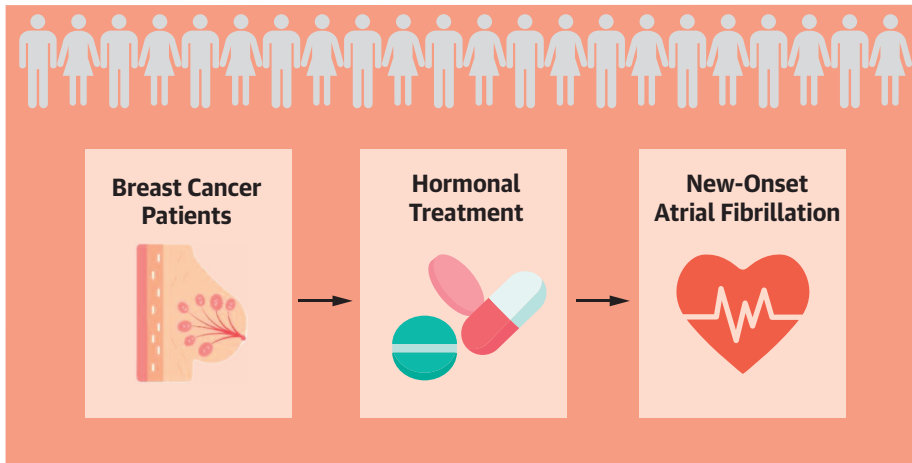 Breast Cancer
Patients
Hormonal
Treatment
New-Onset
Atrial Fibrillation